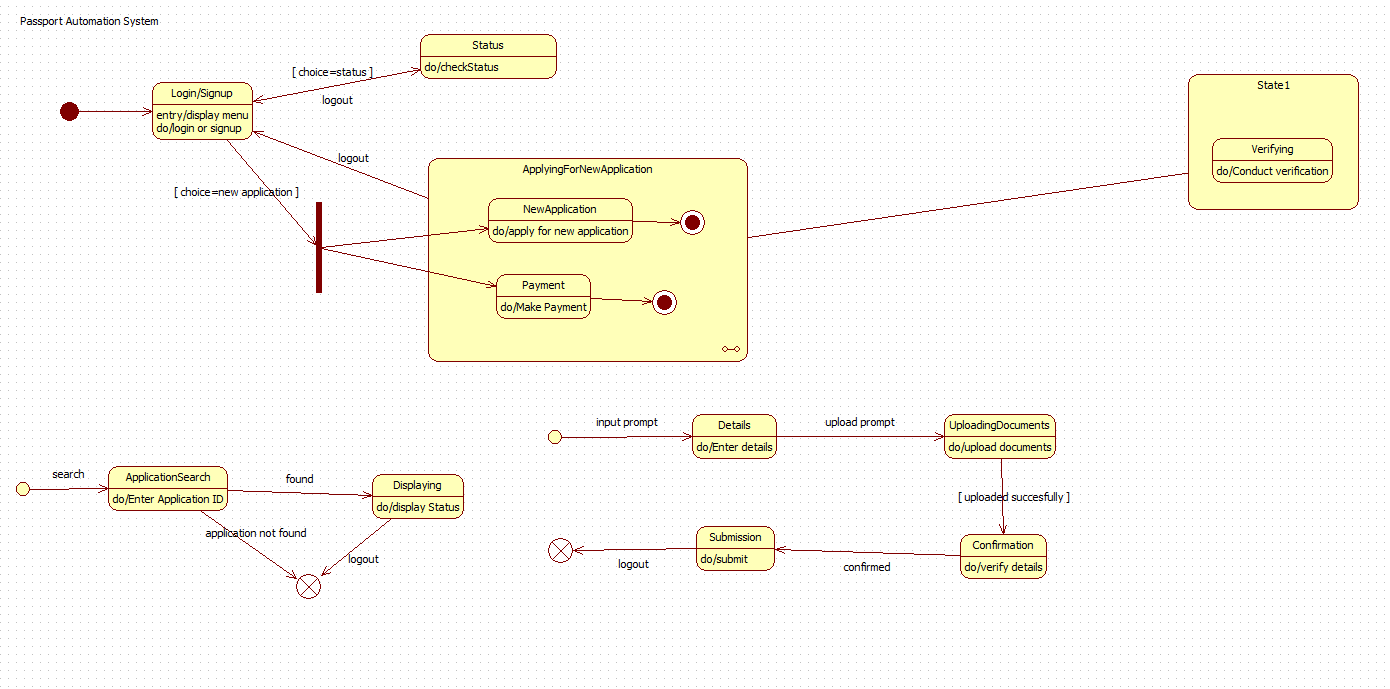 Passport Automation System
Status
do/checkStatus
[ choice=status ]
logout
Login/Signup
entry/display menu
do/login or signup
State1
Verifying
do/Conduct verification
logout
[ choice=new application ]
ApplyingForNewApplication
NewApplication
do/apply for new application
Payment
do/Make Payment
input prompt
Details
do/Enter details
upload prompt
UploadingDocuments
do/upload documents
search
ApplicationSearch
do/Enter Application ID
found
Displaying
do/display Status
application not found
logout
[ uploaded succesfully ]
Submission
do/submit
logout
confirmed
Confirmation
do/verify details